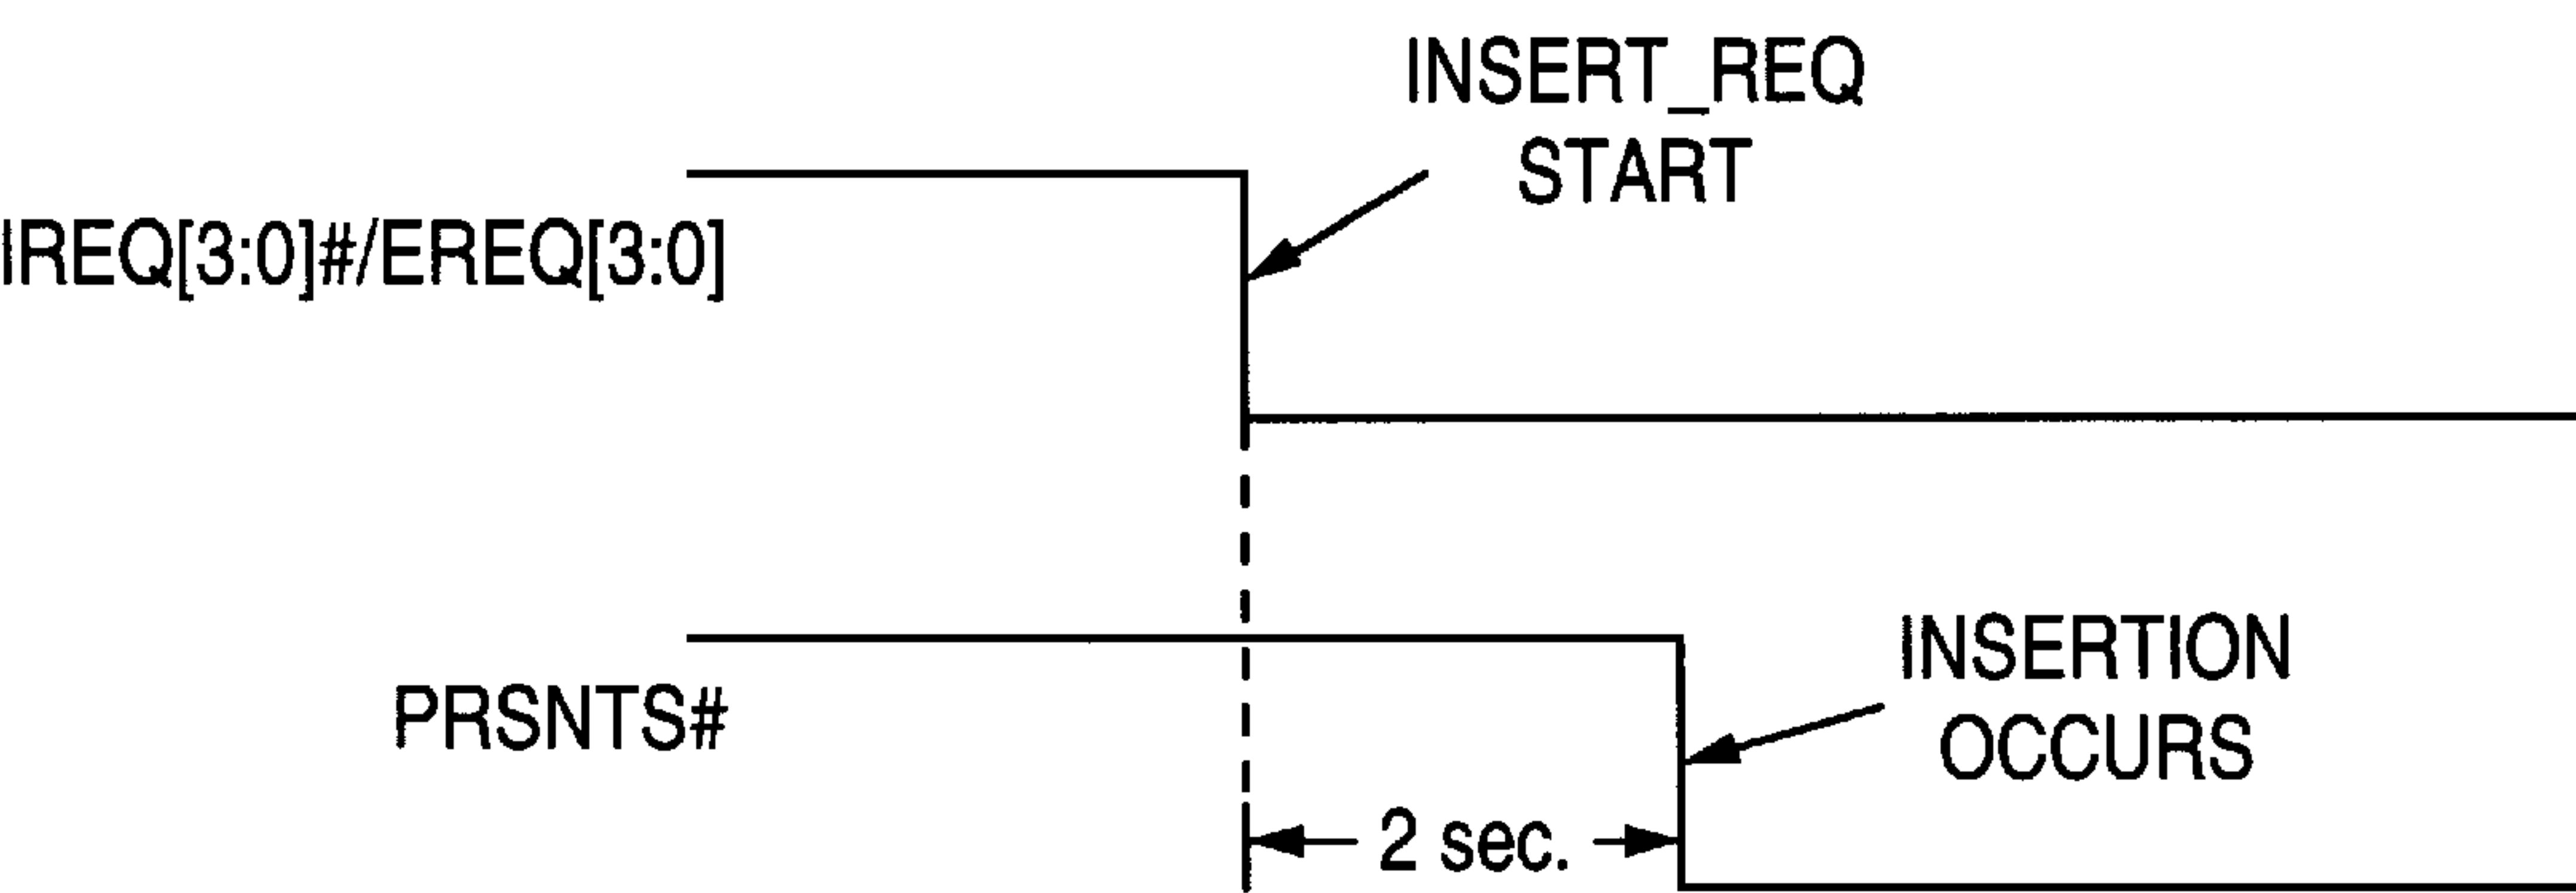 INSERT_REQ
START
IREQ[3:0]#/EREQ[3:0]
INSERTION
OCCURS
PRSNTS#
2 sec.